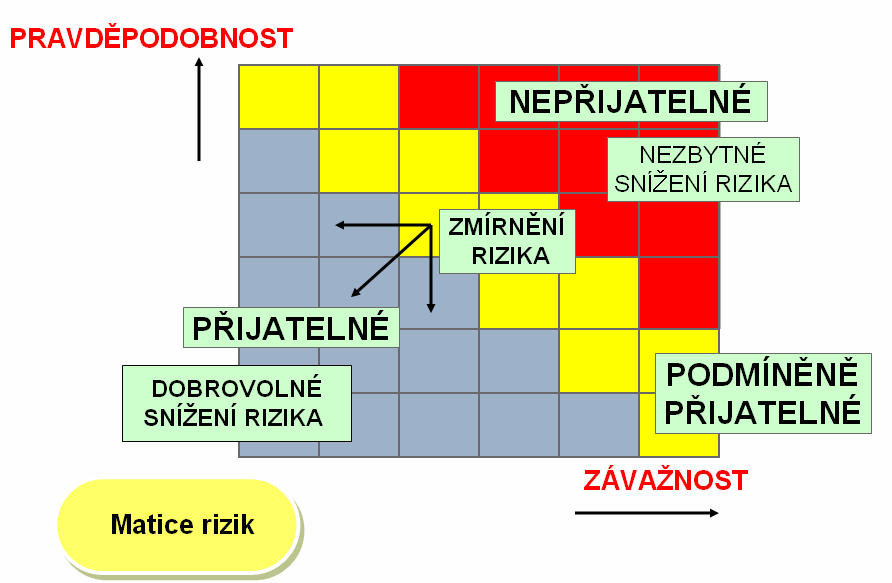 PRAVDĚPODOBNOST
NEPŘIJATELNÉ
NEZBYTNÉ
SNÍŽENÍ RIZIKA
ZMÍRNĚNÍ
RIZIKA
PŘIJATELNÉ
DOBROVOLNÉ
SNÍŽENÍ RIZIKA
PODMÍNĚNĚ
PŘIJATELNÉ
ZÁVAŽNOST
Matice rizik